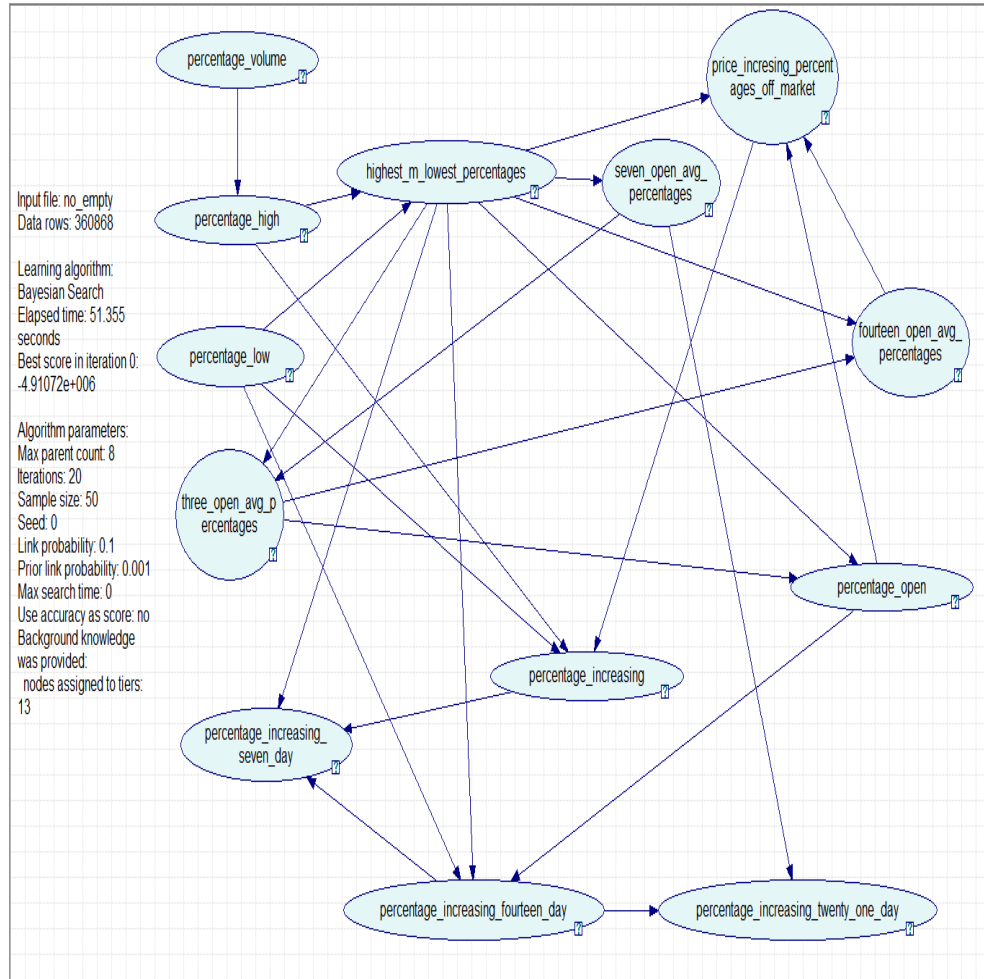 percentage_volume
price_incresing_percent
ages_off_market
highest_m_lowest_percentages
seven_open_avg_
percentages
Input file: no_empty
Data rows: 360868
percentage_high
Learning algorithm:
Bayesian Search
Elapsed time: 51.355
seconds
Best score in iteration 0:
-4.91072e+006
percentage_low
fourteen_open_avg_
percentages
Algorithm parameters:
Max parent count: 8
Iterations: 20
Sample size: 50
Seed: 0
Link probability: 0.1
Prior link probability: 0.001
Max search time: 0
Use accuracy as score: no
Background knowledge
was provided:
nodes assigned to tiers:
13
three_open_avg_p
ercentages
percentage_open
percentage_increasing
percentage_increasing_
seven_day
percentage_increasing_fourteen_day
percentage_increasing_twenty_one_day